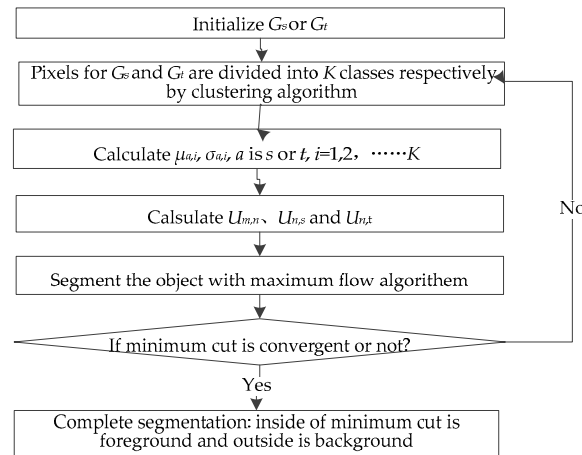 Initialize Gs or Gt
Pixels for Gs and Gt are divided into K classes respectively
by clustering algorithm
Calculate μa,i, σa,i, a is s or t, i=1,2, ……K
Calsulate Um,n、Un,s and Un,t
Segment the object with maximum flow algorithem
If minimum cut is convergent or not?
No
Yes
Complete segmentation: inside of minimum cut is
foreground and outside is background